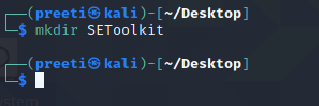 ┌──(preeti㉿kali)-[~/Desktop]
└─$ mkdir SEToolkit
┌──(preeti㉿kali)-[~/Desktop]
└─$